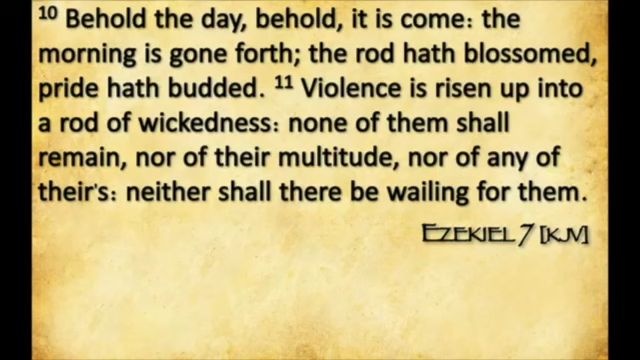 10 Behold the day, behold, it is come: the
morning is gone forth; the rod hath blossomed,
pride hath budded. 11 Violence is risen up into
a rod of wickedness: none of them shall
remain, nor of their multitude, nor of any of
their's: neither shall there be wailing for them.
EZEKIEL 7 [KJV]